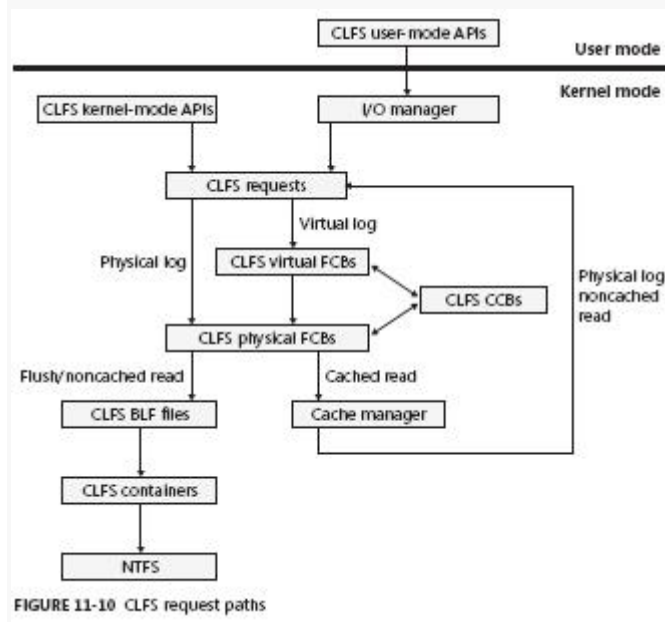 CLFS user-mode APIs
User mode
Kernel mode
CLFS kernel-mode APIs
I/O manager
CLFS requests
Virtual log
Physical log
CLFS virtual FCBs
Physical log
noncached
read
CLFS CCBs
CLFS physical FCBs
Flush/noncached read
Cached read
CLFS BLF files
Cache manager
CLFS containers
NTFS
FIGURE 11-10 CLFS request paths